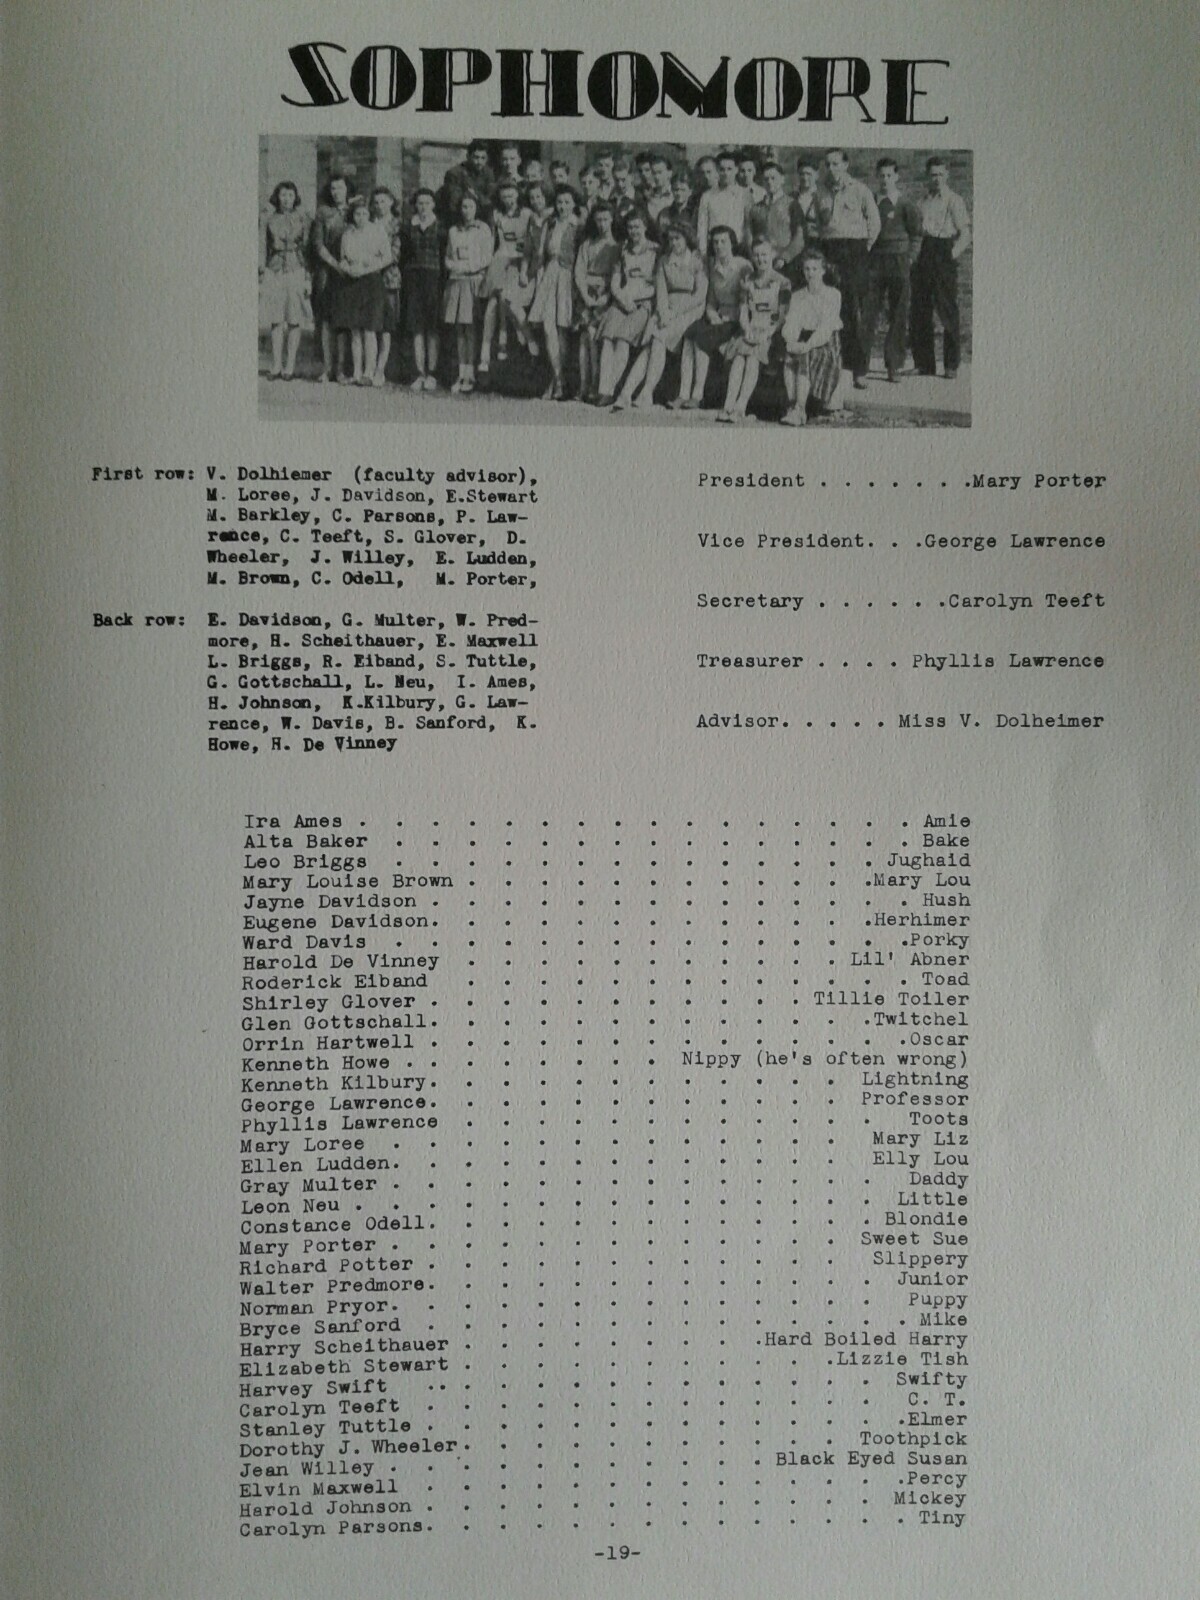 SOPHOMORE
First row: V. Dolhiemer (faculty advisor),
M. Loree, J. Davidson, E.Stewart
M. Barkley, C. Parsons, P. Law-
rence, C. Teeft, S. Glover, D.
Wheeler, J. Willey, E. Ludden,
M. Brown, C. Odell, M. Porter,
Back row: E. Davidson, G. Multer, W. Pred-
more, H. Scheithauer, E. Maxwell
L. Briggs, R. Eiband, S. Tuttle,
G. Gottschall, L. Neu, I. Ames,
H. Johnson, K.Kilbury, G. Law-
rence, W. Davis, B. Sanford, K.
Howe, H. De Vinney
President . . . . . . .Mary Porter
Vice President. . .George Lawrence
Secretary . . . . . .Carolyn Teeft
Treasurer . . . . Phyllis Lawrence
Advisor. . . . . Miss V. Dolheimer
Ira Ames . . . . . . . . . . . . . . . . Amie
Alta Baker . . . . . . . . . . . . . . . Bake
Leo Briggs . . . . . . . . . . . . . . Jughaid
Mary Louise Brown . . . . . . . . . . . .Mary Lou
Jayne Davidson . . . . . . . . . . . . . . Hush
Eugene Davidson. . . . . . . . . . . . .Herhimer
Ward Davis . . . . . . . . . . . . . . .Porky
Harold De Vinney . . . . . . . . . . . Lil' Abner
Roderick Eiband . . . . . . . . . . . . . Toad
Shirley Glover . . . . . . . . . . . Tillie Toiler
Glen Gottschall. . . . . . . . . . . . .Twitchel
Orrin Hartwell . . . . . . . . . . . . . .Oscar
Kenneth Howe . . . . . . . . Nippy (he's often wrong)
Kenneth Kilbury. . . . . . . . . . . . Lightning
George Lawrence. . . . . . . . . . . . Professor
Phyllis Lawrence . . . . . . . . . . . . Toots
Mary Loree . . . . . . . . . . . . . Mary Liz
Ellen Ludden. . . . . . . . . . . . . Elly Lou
Gray Multer . . . . . . . . . . . . . . Daddy
Leon Neu . . . . . . . . . . . . . . . Little
Constance Odell. . . . . . . . . . . . . Blondie
Mary Porter . . . . . . . . . . . . . Sweet Sue
Richard Potter . . . . . . . . . . . . Slippery
Walter Predmore. . . . . . . . . . . . . Junior
Norman Pryor. . . . . . . . . . . . . . Puppy
Bryce Sanford . . . . . . . . . . . . . . Mike
Harry Scheithauer . . . . . . . . .Hard Boiled Harry
Elizabeth Stewart . . . . . . . . . . .Lizzie Tish
Harvey Swift .. . . . . . . . . . . . . Swifty
Carolyn Teeft . . . . . . . . . . . . . C. T.
Stanley Tuttle . . . . . . . . . . . . . .Elmer
Dorothy J. Wheeler. . . . . . . . . . . Toothpick
Jean Willey . . . . . . . . . . . Black Eyed Susan
Elvin Maxwell . . . . . . . . . . . . . .Percy
Harold Johnson . . . . . . . . . . . . . Mickey
Carolyn Parsons. . . . . . . . . . . . . . Tiny
-19-